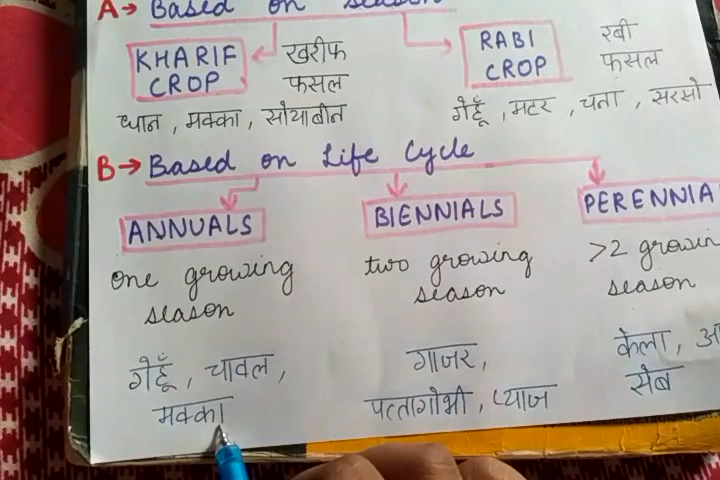 A→ Based on season
KHARIF CROP
खरीफ फसल
धान, मक्का, सोयाबीन
RABI CROP
रबी फसल
गेहूँ, मटर, चना, सरसो
B→ Based on Life Cycle
ANNUALS
one growing season
गेहूँ, चावल,
मक्का
BIENNIALS
two growing season
गाजर,
पत्तागोभी, प्याज
PERENNIA
>2 growin
season
केला,
सेब